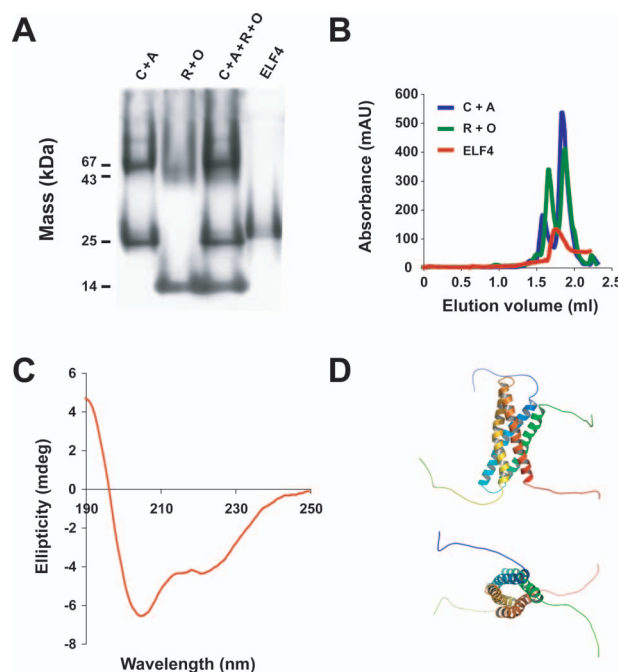 A
C+A
R+O
C+A+R+O
ELF4
Mass (kDa)
67
43
25
14
B
C + A
R + O
ELF4
Absorbance (mAU)
600
500
400
300
200
100
0
0
0.5
1.0
1.5
2.0
2.5
Elution volume (ml)
C
Ellipticity (mdeg)
6
4
2
0
-2
-4
-6
-8
190
210
230
250
Wavelength (nm)
D